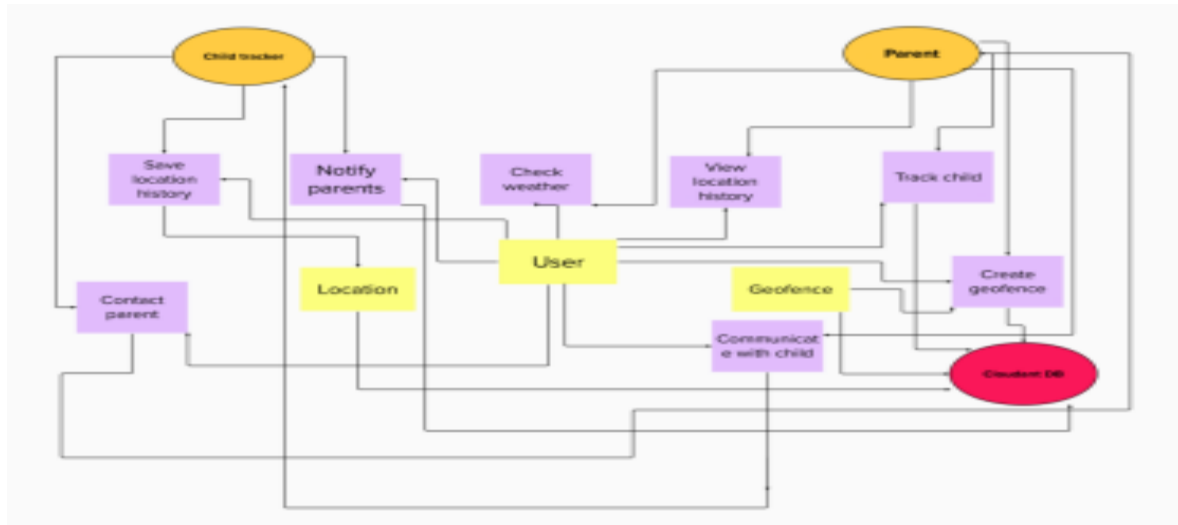 Child tracker
Parent
Save
location
history
Notify
parents
Check
weather
View
location
history
Track child
User
Location
Geofence
Create
geofence
Contact
parent
Communicat
e with child
Cloudant DB